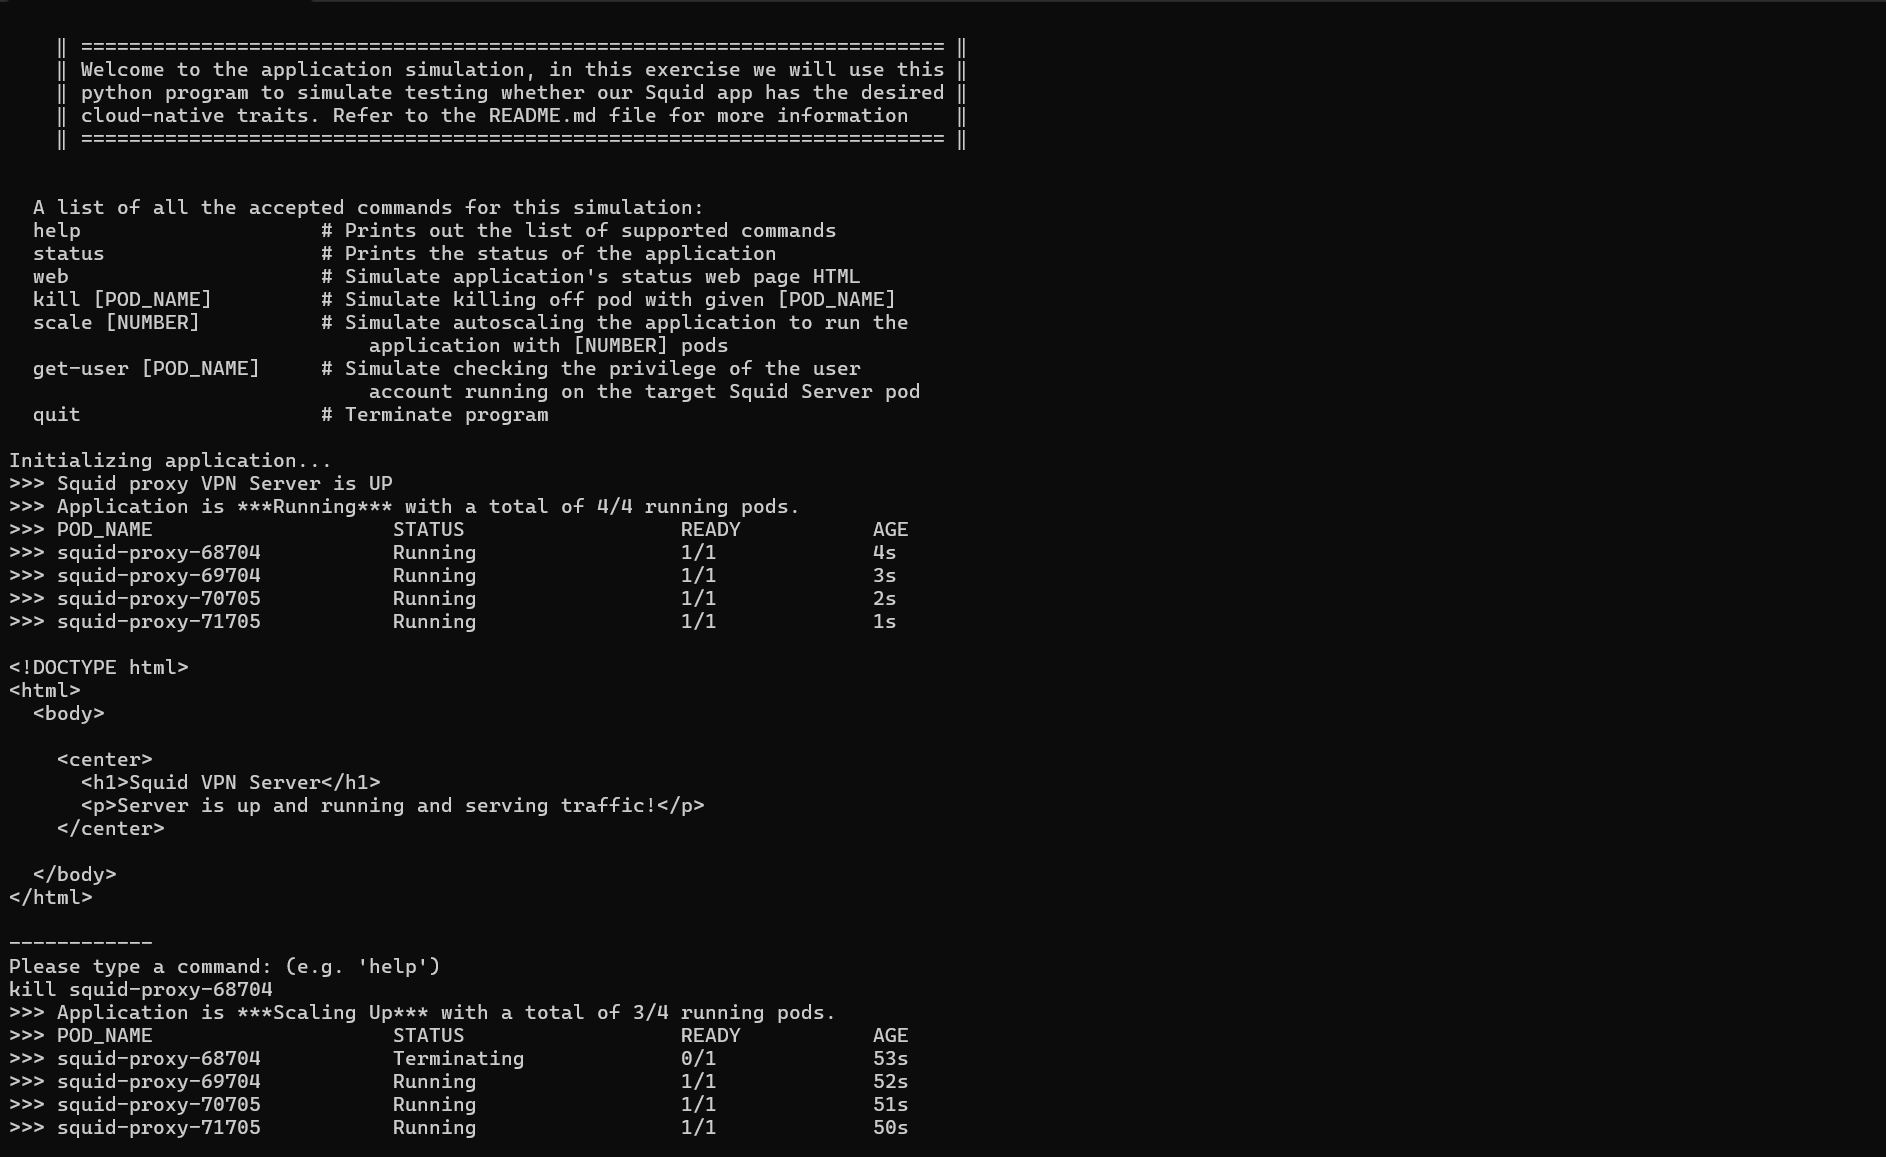 ‖ ======================================================================== ‖
‖ Welcome to the application simulation, in this exercise we will use this ‖
‖ python program to simulate testing whether our Squid app has the desired ‖
‖ cloud-native traits. Refer to the README.md file for more information    ‖
‖ ======================================================================== ‖
A list of all the accepted commands for this simulation:
help                    # Prints out the list of supported commands
status                  # Prints the status of the application
web                     # Simulate application's status web page HTML
kill [POD_NAME]         # Simulate killing off pod with given [POD_NAME]
scale [NUMBER]          # Simulate autoscaling the application to run the
application with [NUMBER] pods
get-user [POD_NAME]     # Simulate checking the privilege of the user
account running on the target Squid Server pod
quit                    # Terminate program
Initializing application...
>>> Squid proxy VPN Server is UP
>>> Application is ***Running*** with a total of 4/4 running pods.
>>> POD_NAME                    STATUS                  READY           AGE
>>> squid-proxy-68704           Running                 1/1             4s
>>> squid-proxy-69704           Running                 1/1             3s
>>> squid-proxy-70705           Running                 1/1             2s
>>> squid-proxy-71705           Running                 1/1             1s
<!DOCTYPE html>
<html>
<body>
<center>
<h1>Squid VPN Server</h1>
<p>Server is up and running and serving traffic!</p>
</center>
</body>
</html>
------------
Please type a command: (e.g. 'help')
kill squid-proxy-68704
>>> Application is ***Scaling Up*** with a total of 3/4 running pods.
>>> POD_NAME                    STATUS                  READY           AGE
>>> squid-proxy-68704           Terminating             0/1             53s
>>> squid-proxy-69704           Running                 1/1             52s
>>> squid-proxy-70705           Running                 1/1             51s
>>> squid-proxy-71705           Running                 1/1             50s